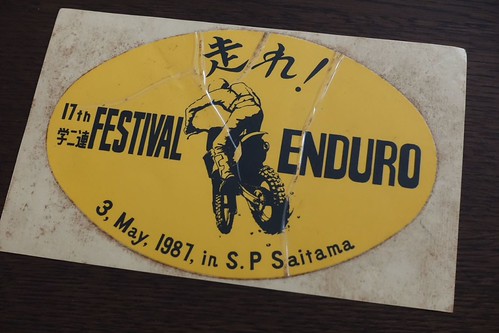 走れ!
17th
学二連
FESTIVAL ENDURO
3, May, 1987, in S.P Saitama